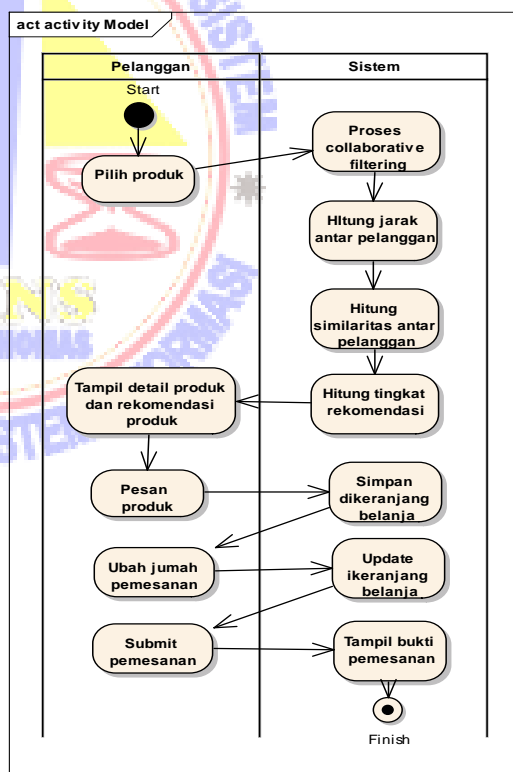 act activity Model
Pelanggan
Sistem
Start
Pilih produk
Proses
collaborative
filtering
HItung jarak
antar pelanggan
Hitung
similaritas antar
pelanggan
Hitung tingkat
rekomendasi
Tampil detail produk
dan rekomendasi
produk
Pesan
produk
Simpan
dikeranjang
belanja
Ubah jumah
pemesanan
Update
ikeranjang
belanja
Submit
pemesanan
Tampil bukti
pemesanan
Finish